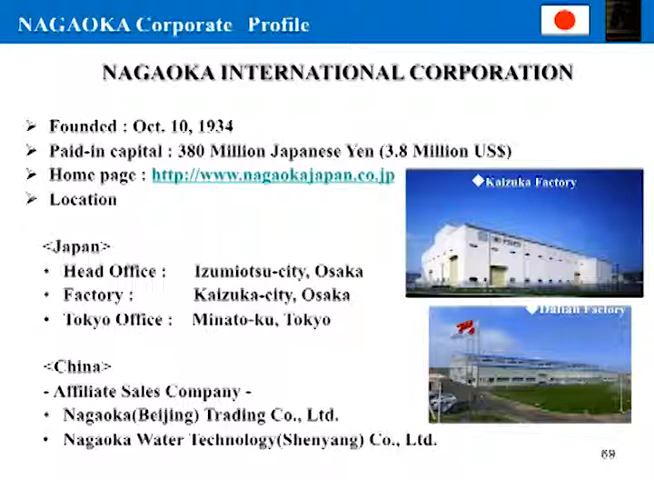 NAGAOKA Corporate Profile
NAGAOKA INTERNATIONAL CORPORATION
➢ Founded : Oct. 10, 1934
➢ Paid-in capital : 380 Million Japanese Yen (3.8 Million US$)
➢ Home page : http://www.nagaokajapan.co.jp
➢ Location
◆Kaizuka Factory
<Japan>
• Head Office : Izumiotsu-city, Osaka
• Factory : Kaizuka-city, Osaka
• Tokyo Office : Minato-ku, Tokyo
◆Dalian Factory
<China>
- Affiliate Sales Company -
• Nagaoka(Beijing) Trading Co., Ltd.
• Nagaoka Water Technology(Shenyang) Co., Ltd.
69